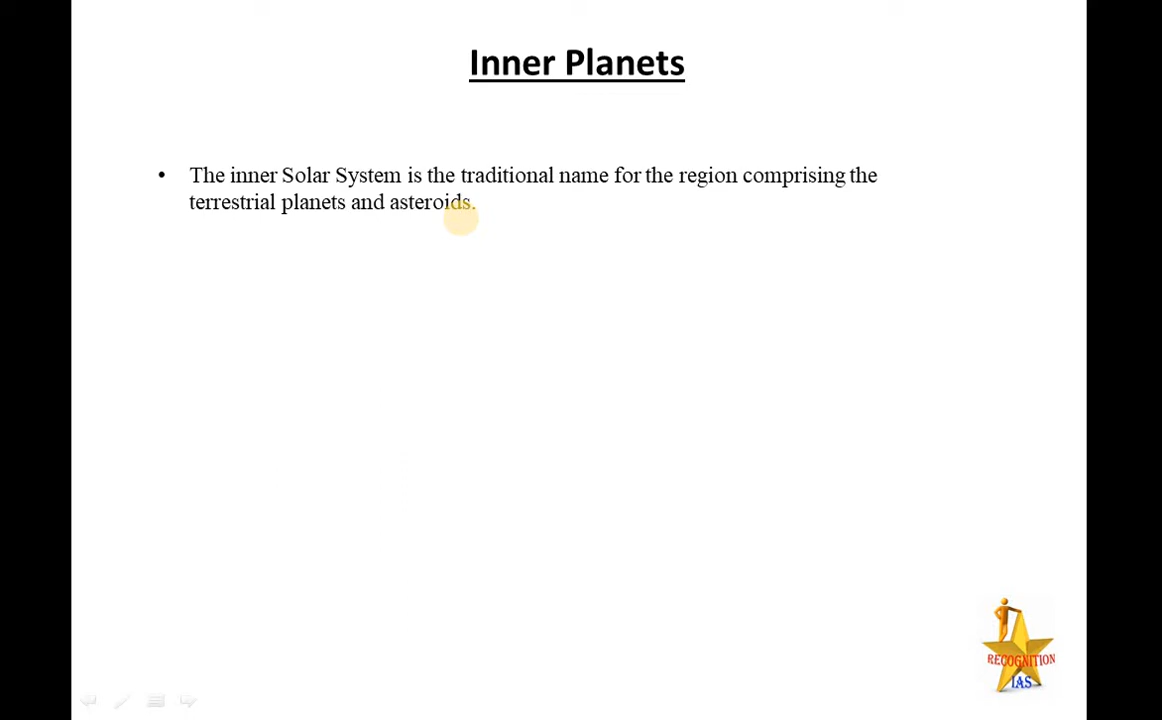 Inner Planets
• The inner Solar System is the traditional name for the region comprising the
terrestrial planets and asteroids.
RECOGNITION
IAS